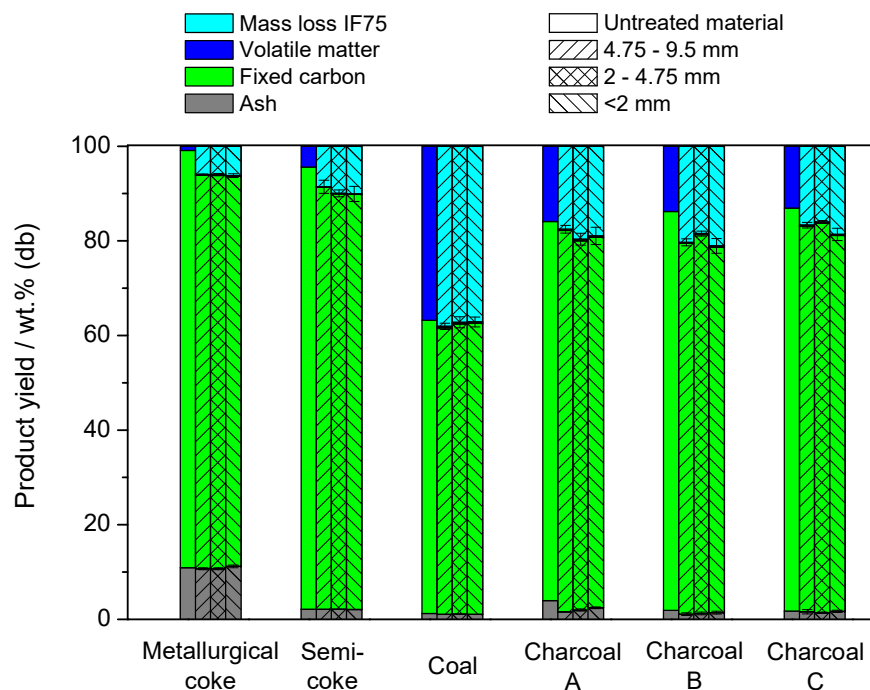 Mass loss IF75
Volatile matter
Fixed carbon
Ash
Untreated material
4.75 - 9.5 mm
2 - 4.75 mm
<2 mm
Product yield / wt.% (db)
100
80
60
40
20
0
Metallurgical
coke
Semi-
coke
Coal
Charcoal
A
Charcoal
B
Charcoal
C